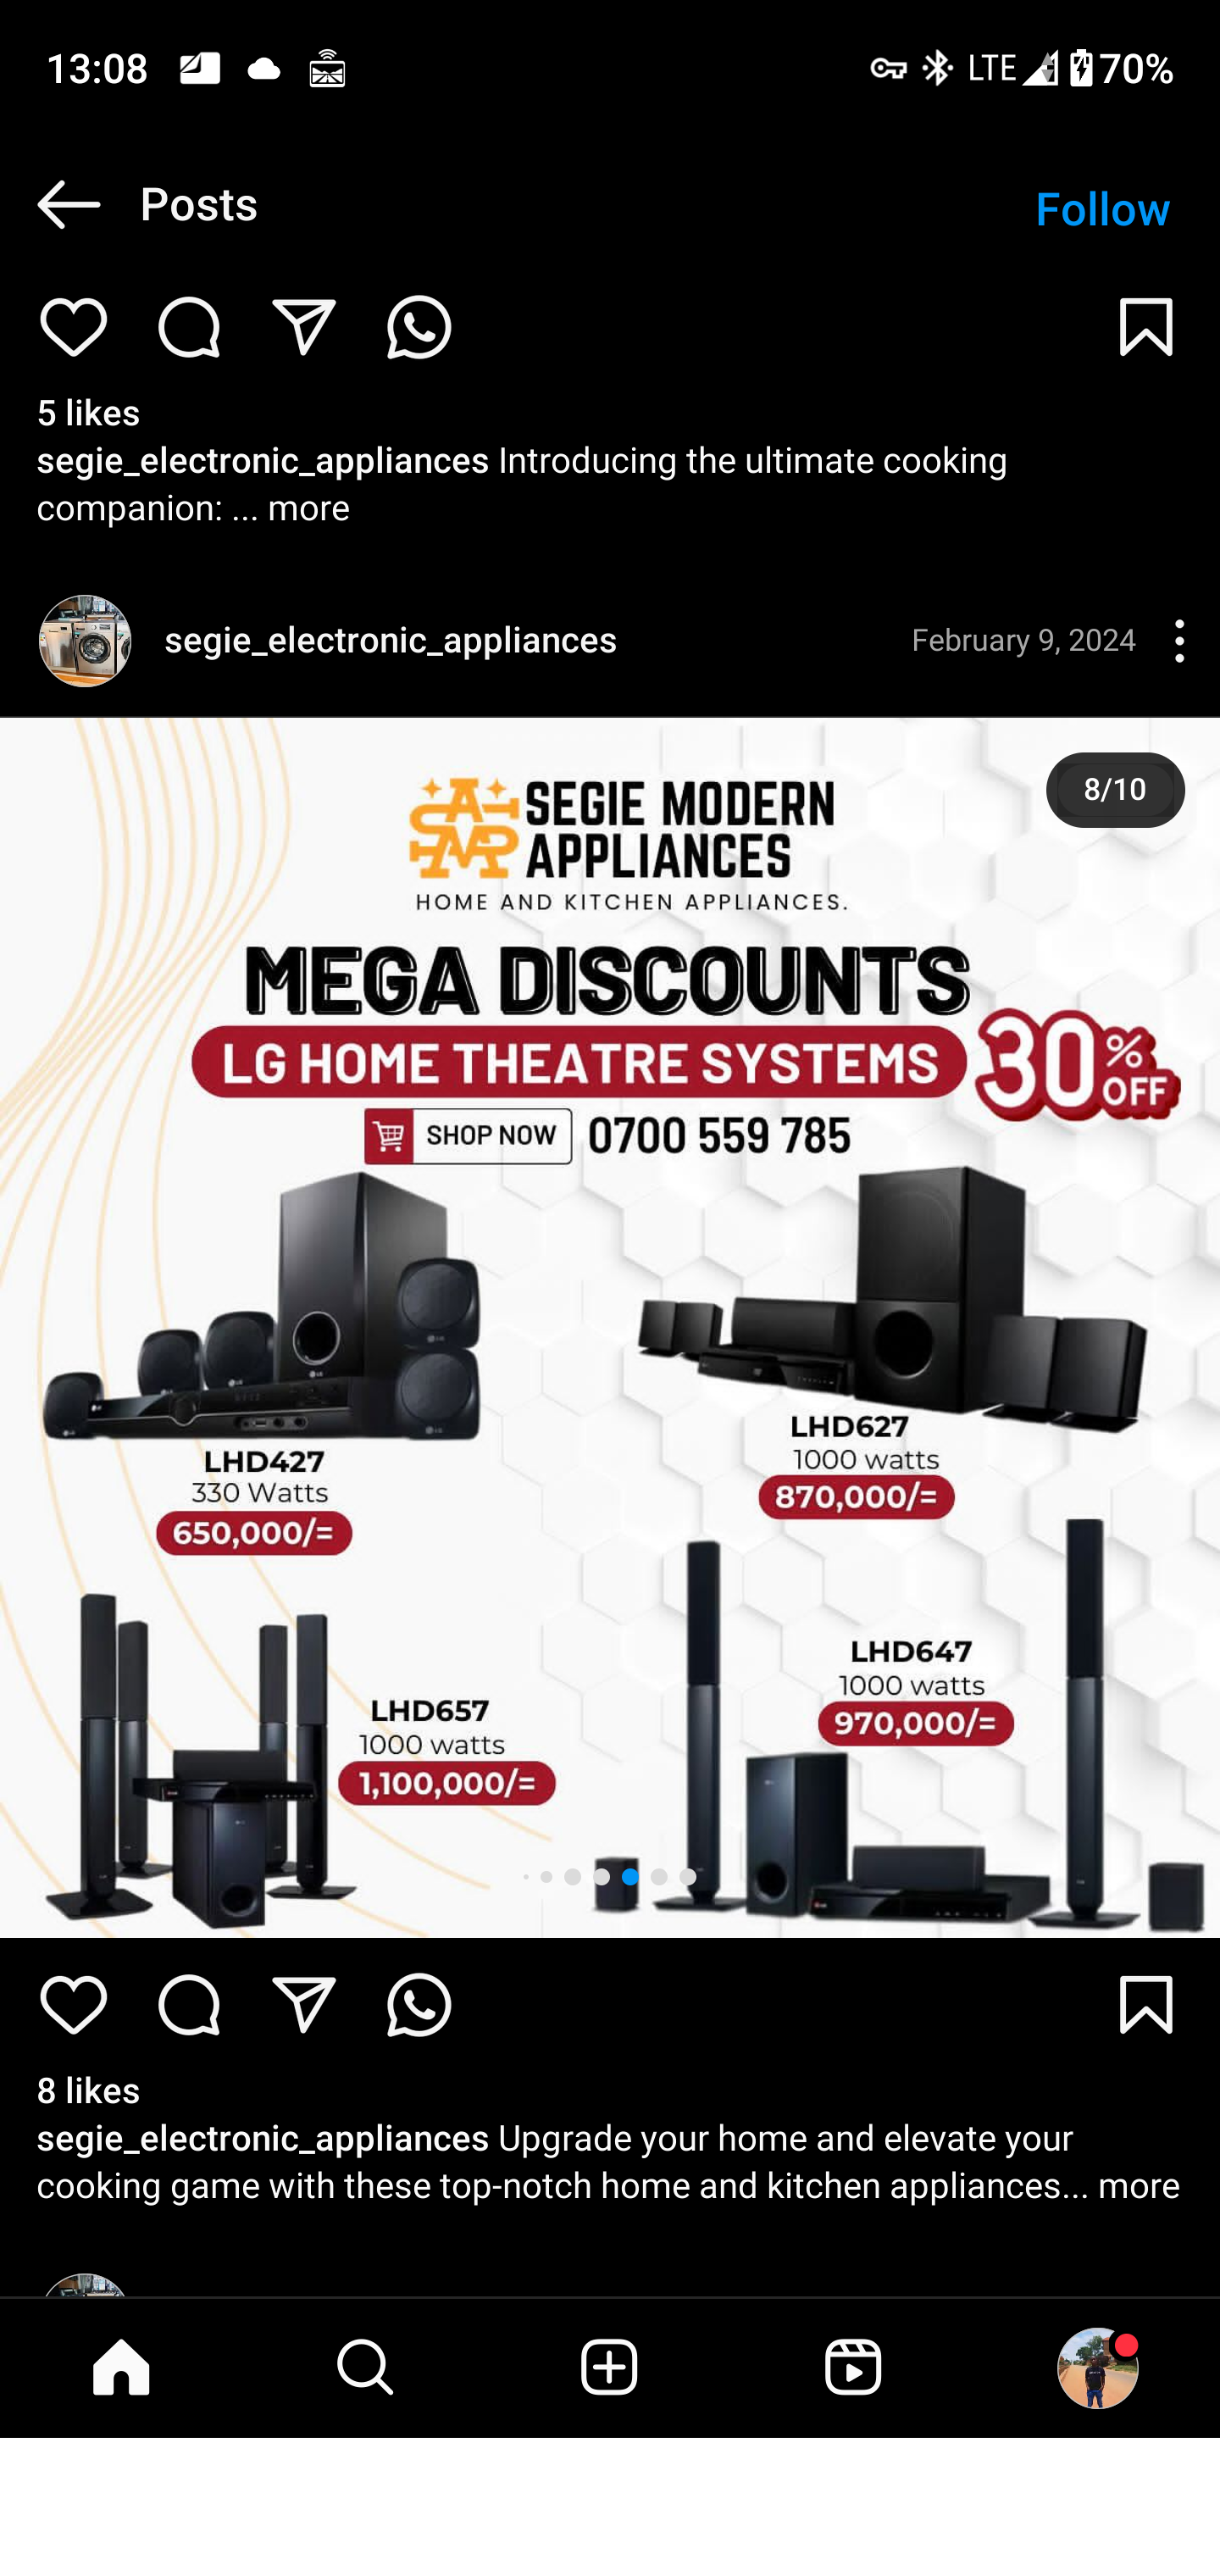 13:08
LTE 70%
Posts
Follow
5 likes
segie_electronic_appliances Introducing the ultimate cooking
companion: ... more
segie_electronic_appliances
February 9, 2024
8/10
SEGIE MODERN
APPLIANCES
HOME AND KITCHEN APPLIANCES.
MEGA DISCOUNTS
LG HOME THEATRE SYSTEMS
30% OFF
SHOP NOW
0700 559 785
LHD427
330 Watts
650,000/=
LHD627
1000 watts
870,000/=
LHD657
1000 watts
1,100,000/=
LHD647
1000 watts
970,000/=
8 likes
segie_electronic_appliances Upgrade your home and elevate your
cooking game with these top-notch home and kitchen appliances... more